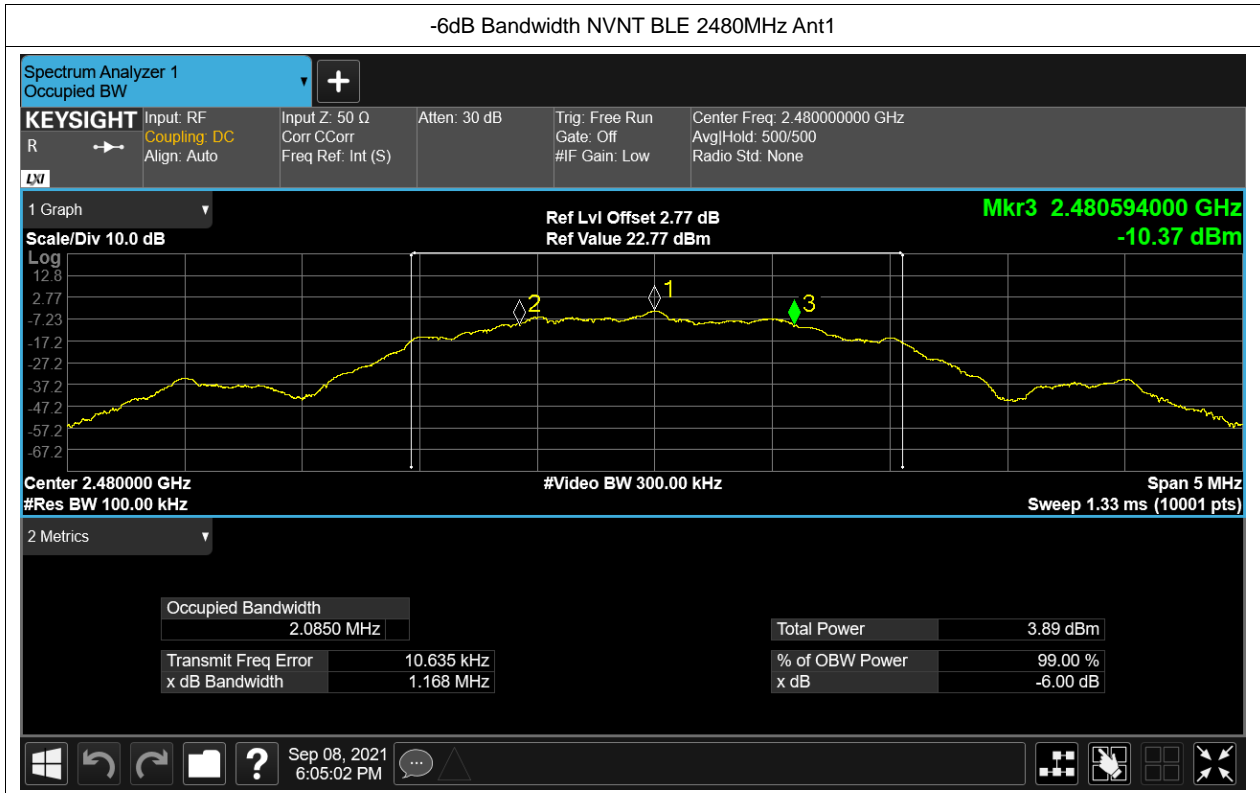 -6dB Bandwidth NVNT BLE 2480MHz Ant1
Spectrum Analyzer 1
Occupied BW
KEYSIGHT
R
LXI
Input: RF
Coupling: DC
Align: Auto
Input Z: 50 Ω
Corr CCorr
Freq Ref: Int (S)
Atten: 30 dB
Trig: Free Run
Gate: Off
#IF Gain: Low
Center Freq: 2.480000000 GHz
Avg|Hold: 500/500
Radio Std: None
1 Graph
Scale/Div 10.0 dB
Ref Lvl Offset 2.77 dB
Ref Value 22.77 dBm
Mkr3 2.480594000 GHz
-10.37 dBm
Log
12.8
2.77
-7.23
-17.2
-27.2
-37.2
-47.2
-57.2
-67.2
2
1
3
Center 2.480000 GHz
#Res BW 100.00 kHz
#Video BW 300.00 kHz
Span 5 MHz
Sweep 1.33 ms (10001 pts)
2 Metrics
Occupied Bandwidth
2.0850 MHz
Total Power 3.89 dBm
Transmit Freq Error 10.635 kHz
% of OBW Power 99.00 %
x dB Bandwidth 1.168 MHz
x dB -6.00 dB
?
Sep 08, 2021
6:05:02 PM